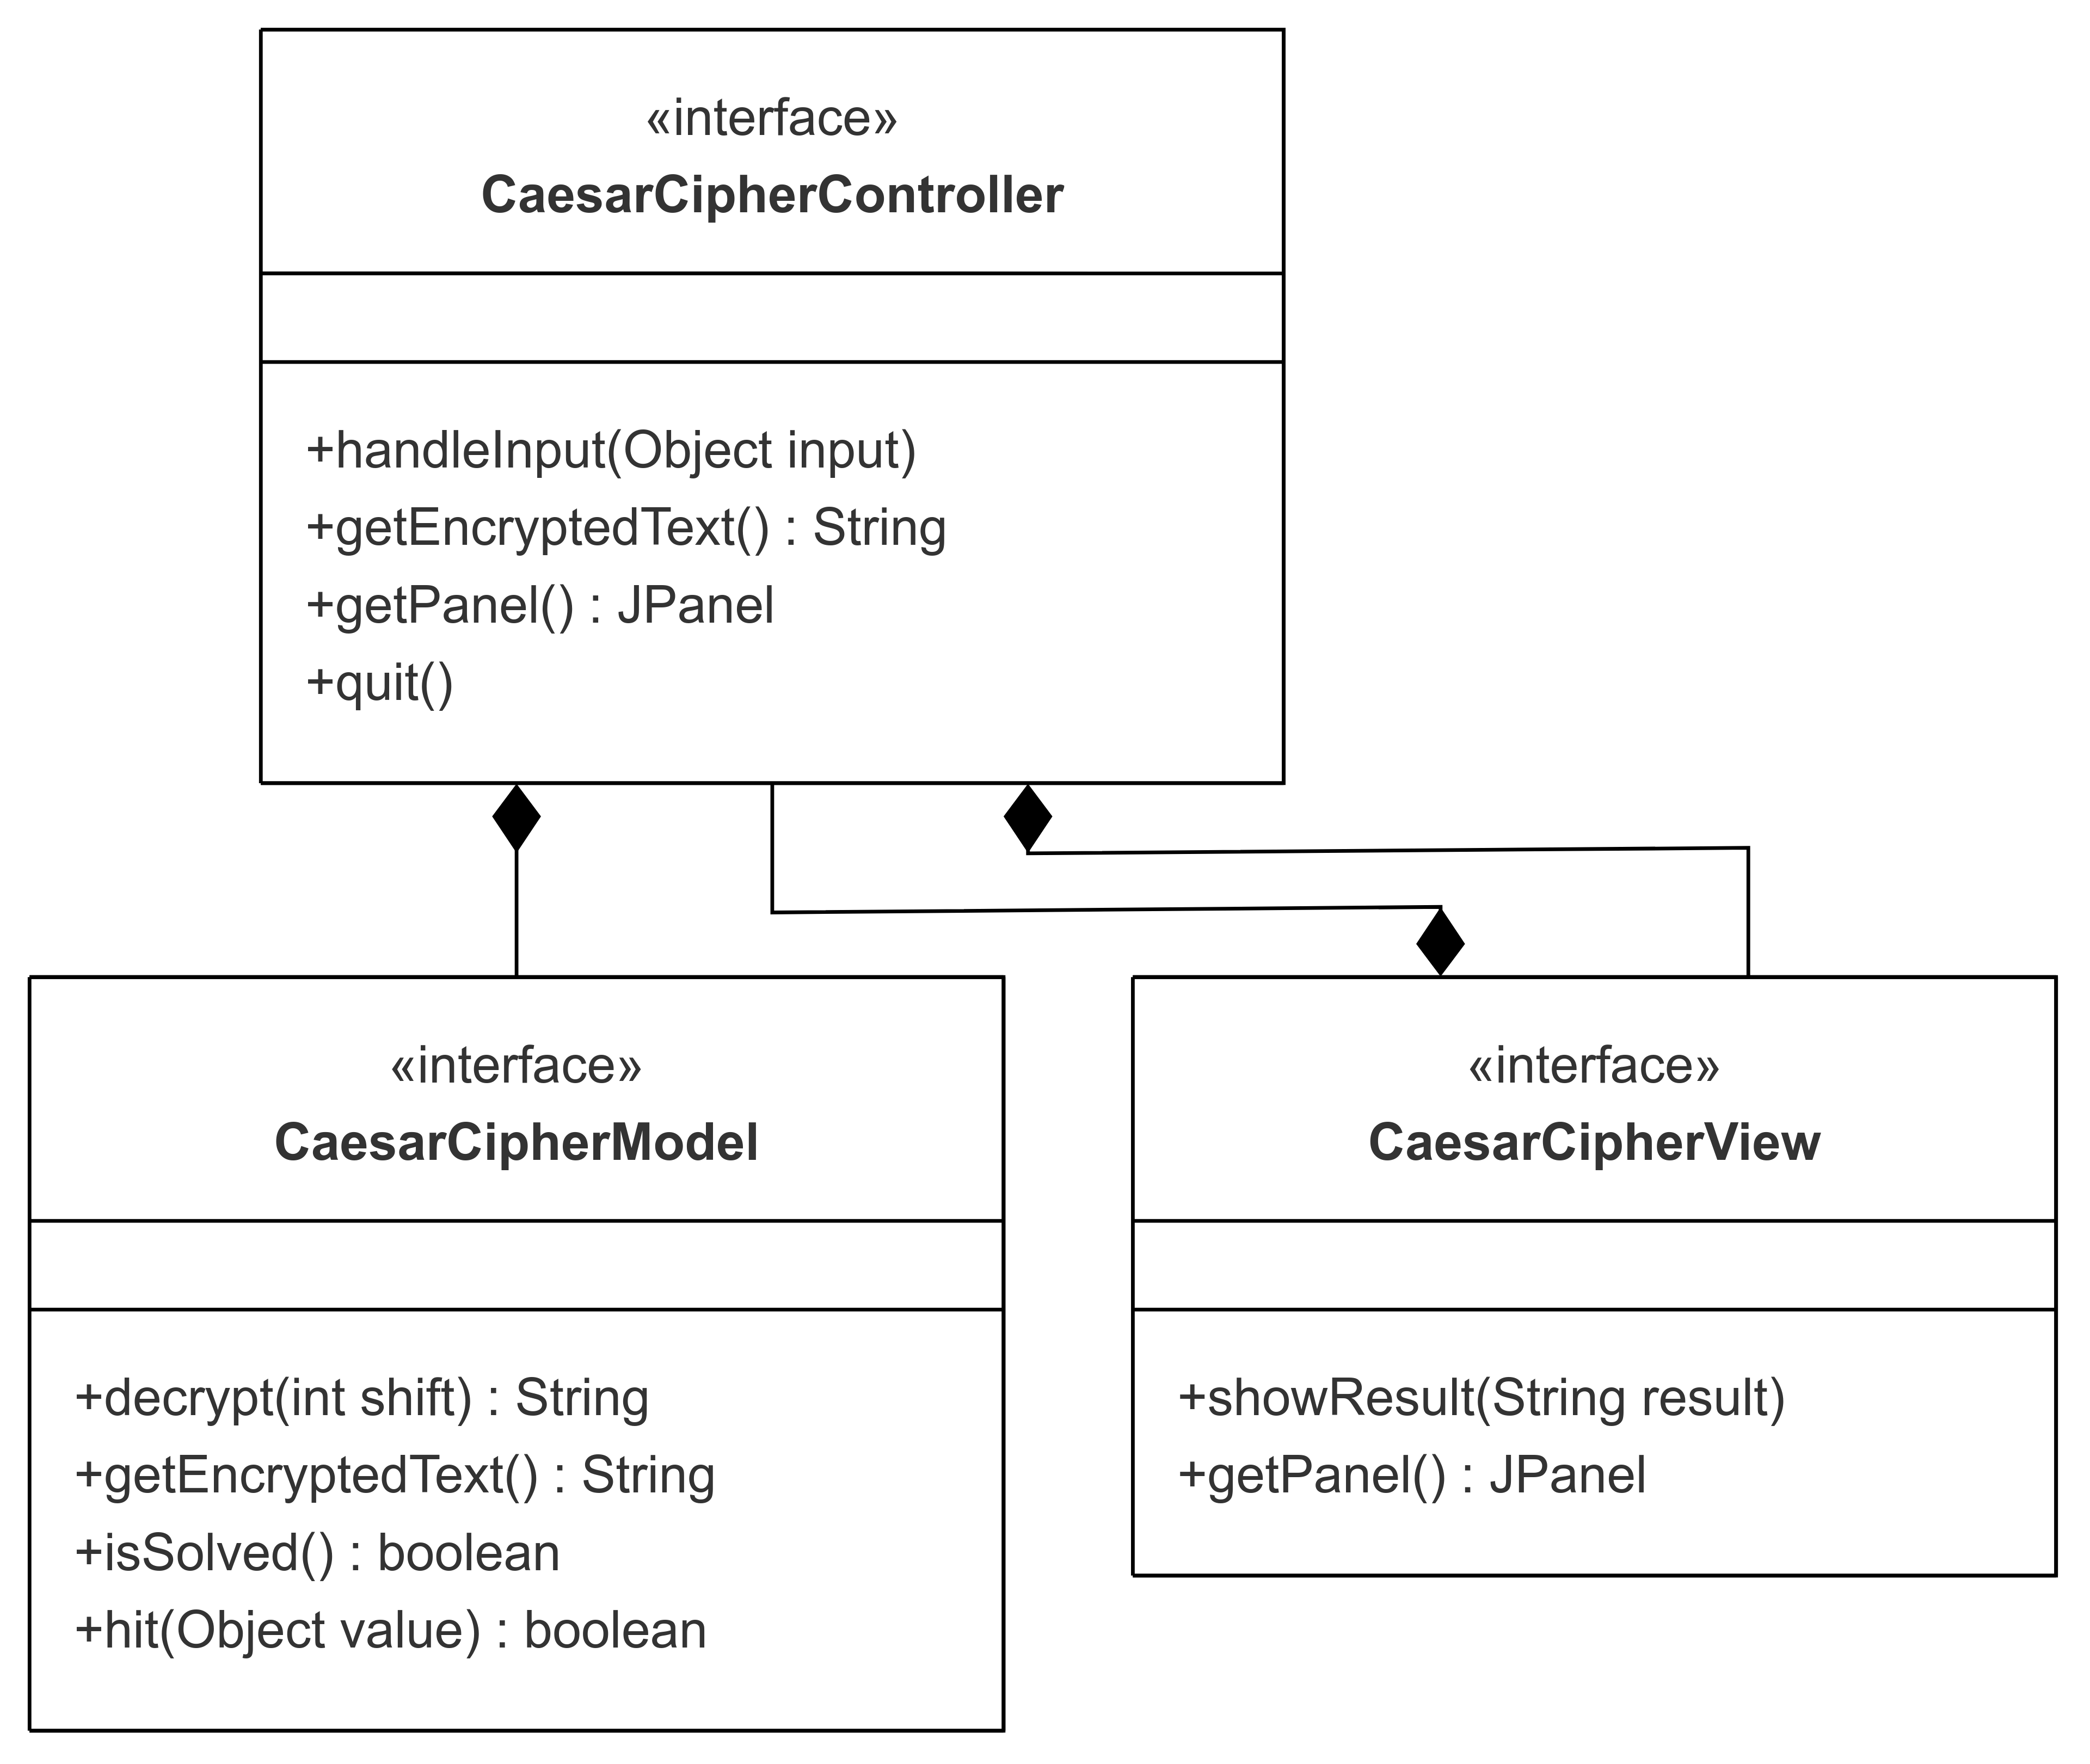 «interface»
CaesarCipherController
+handleInput(Object input)
+getEncryptedText() : String
+getPanel() : JPanel
+quit()
«interface»
CaesarCipherModel
+decrypt(int shift) : String
+getEncryptedText() : String
+isSolved() : boolean
+hit(Object value) : boolean
«interface»
CaesarCipherView
+showResult(String result)
+getPanel() : JPanel